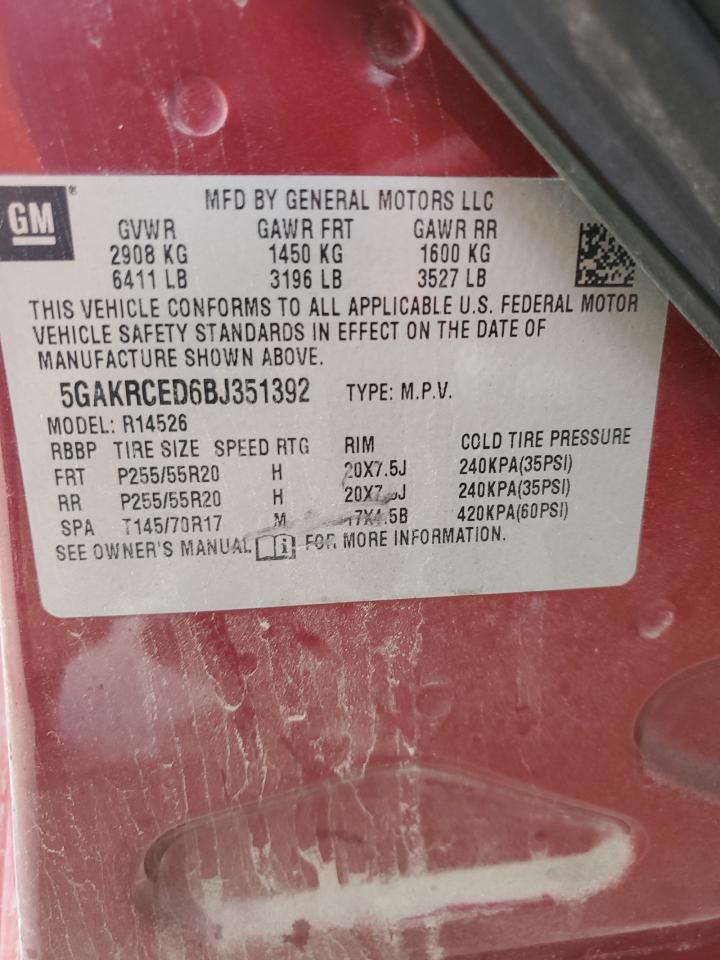 GM®
MFD BY GENERAL MOTORS LLC
GVWR GAWR FRT GAWR RR
2908 KG 1450 KG 1600 KG
6411 LB 3196 LB 3527 LB
THIS VEHICLE CONFORMS TO ALL APPLICABLE U.S. FEDERAL MOTOR
VEHICLE SAFETY STANDARDS IN EFFECT ON THE DATE OF
MANUFACTURE SHOWN ABOVE.
5GAKRCED6BJ351392 TYPE: M.P.V.
MODEL: R14526
RBBP TIRE SIZE SPEED RTG RIM COLD TIRE PRESSURE
FRT P255/55R20 H 20X7.5J 240KPA(35PSI)
RR P255/55R20 H 240KPA(35PSI)
SPA T145/70R17 M 17X4.5B 420KPA(60PSI)
SEE OWNER'S MANUAL FOR MORE INFORMATION.